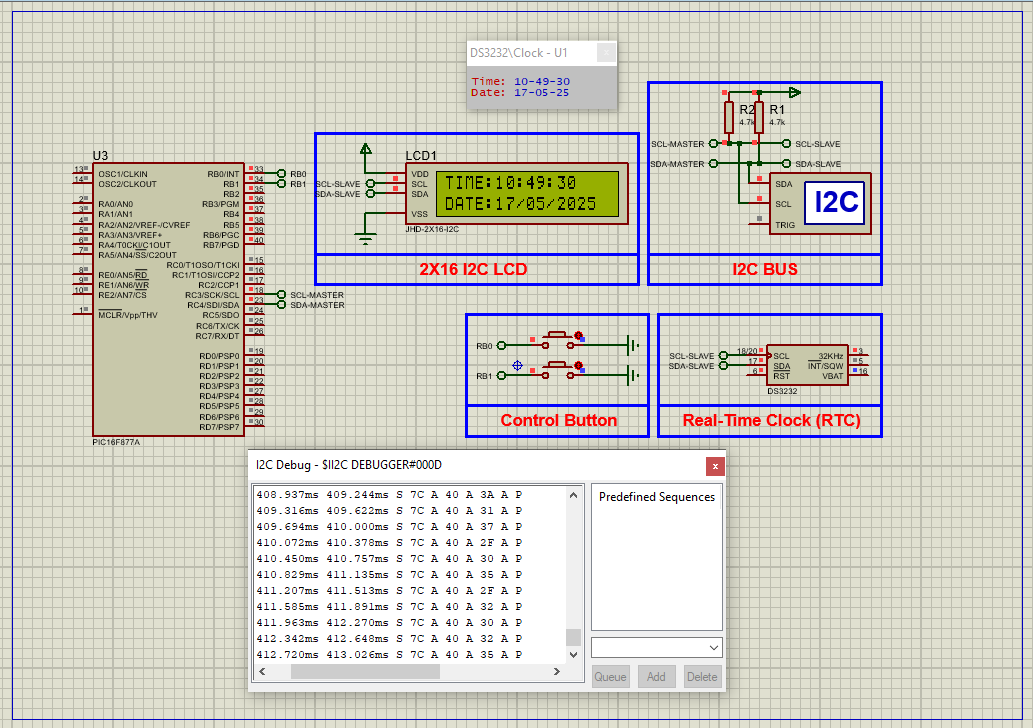 DS3232\Clock - U1
Time: 10-49-30
Date: 17-05-25
R2
4.7k
R1
4.7k
SCL-MASTER
SCL-SLAVE
SDA-MASTER
SDA-SLAVE
SDA
SCL
TRIG
I2C
I2C BUS
LCD1
SCL-SLAVE
SDA-SLAVE
VDD
SCL
SDA
VSS
TIME:10:49:30
DATE:17/05/2025
JHD-2X16-I2C
2X16 I2C LCD
U3
13 OSC1/CLKIN
14 OSC2/CLKOUT
2 RA0/AN0
3 RA1/AN1
4 RA2/AN2/VREF-/CVREF
5 RA3/AN3/VREF+
6 RA4/T0CKI/C1OUT
7 RA5/AN4/SS/C2OUT
8 RE0/AN5/RD
9 RE1/AN6/WR
10 RE2/AN7/CS
1 MCLR/Vpp/THV
RB0/INT 33 RB0
RB1 34 RB1
RB2 35
RB3/PGM 36
RB4 37
RB5 38
RB6/PGC 39
RB7/PGD 40
RC0/T1OSO/T1CKI 15
RC1/T1OSI/CCP2 16
RC2/CCP1 17
RC3/SCK/SCL 18 SCL-MASTER
RC4/SDI/SDA 23 SDA-MASTER
RC5/SDO 24
RC6/TX/CK 25
RC7/RX/DT 26
RD0/PSP0 19
RD1/PSP1 20
RD2/PSP2 21
RD3/PSP3 22
RD4/PSP4 27
RD5/PSP5 28
RD6/PSP6 29
RD7/PSP7 30
PIC16F877A
RB0
RB1
Control Button
SCL-SLAVE
SDA-SLAVE
18/20 SCL
17 SDA
6 RST
32KHz 3
INT/SQW 5
VBAT 16
DS3232
Real-Time Clock (RTC)
I2C Debug - $II2C DEBUGGER#000D
x
408.937ms 409.244ms S 7C A 40 A 3A A P
409.316ms 409.622ms S 7C A 40 A 31 A P
409.694ms 410.000ms S 7C A 40 A 37 A P
410.072ms 410.378ms S 7C A 40 A 2F A P
410.450ms 410.757ms S 7C A 40 A 30 A P
410.829ms 411.135ms S 7C A 40 A 35 A P
411.207ms 411.513ms S 7C A 40 A 2F A P
411.585ms 411.891ms S 7C A 40 A 32 A P
411.963ms 412.270ms S 7C A 40 A 30 A P
412.342ms 412.648ms S 7C A 40 A 32 A P
412.720ms 413.026ms S 7C A 40 A 35 A P
Predefined Sequences
Queue
Add
Delete